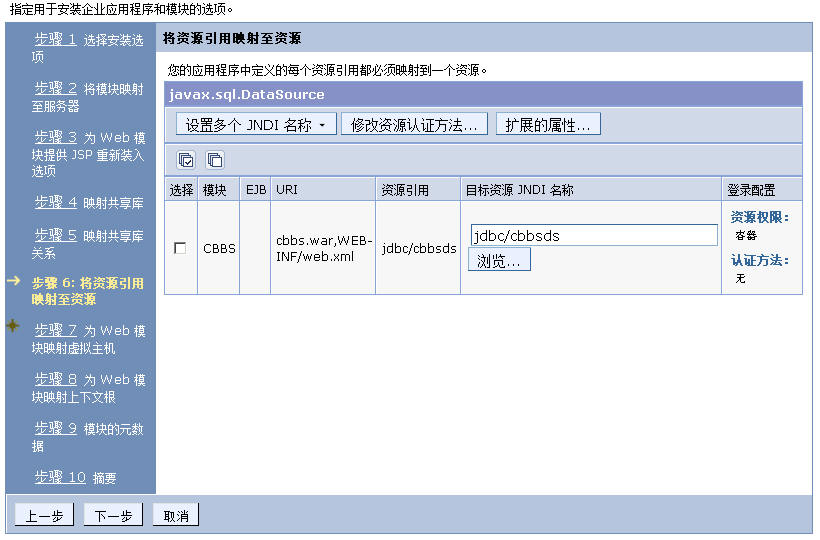 指定用于安装企业应用程序和模块的选项。
步骤 1 选择安装选
项
步骤 2 将模块映射
至服务器
步骤 3 为 Web 模
块提供 JSP 重新装入
选项
步骤 4 映射共享库
步骤 5 映射共享库
关系
步骤 6: 将资源引用
映射至资源
步骤 7 为 Web 模
块映射虚拟主机
步骤 8 为 Web 模
块映射上下文根
步骤 9 模块的元数
据
步骤 10 摘要
将资源引用映射至资源
您的应用程序中定义的每个资源引用都必须映射到一个资源。
javax.sql.DataSource
设置多个 JNDI 名称 修改资源认证方法... 扩展的属性...
选择 模块 EJB URI 资源引用 目标资源 JNDI 名称 登录配置
CBBS
cbbs.war,WEB-
INF/web.xml
jdbc/cbbsds
jdbc/cbbsds
浏览...
资源权限：
容器
认证方法：
无
上一步 下一步 取消